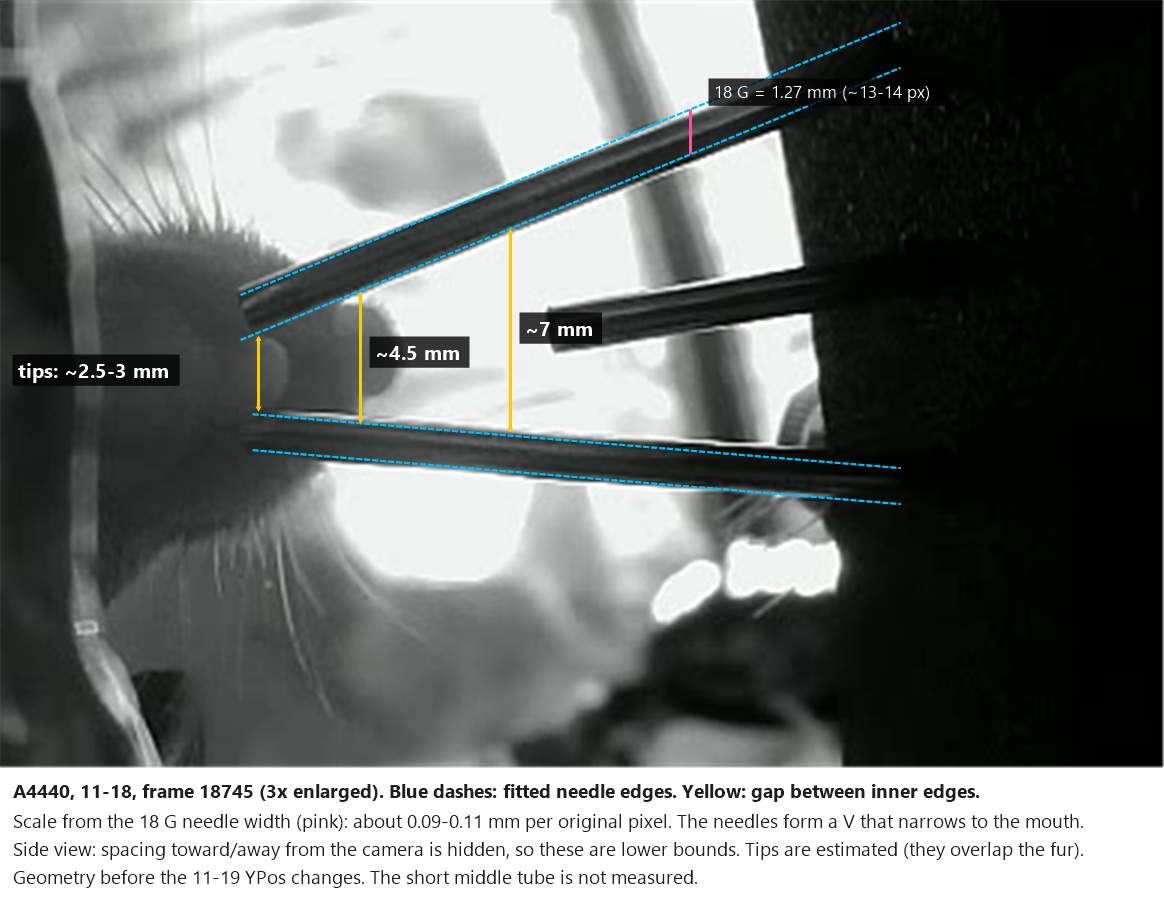 18 G = 1.27 mm (~13-14 px)
~7 mm
~4.5 mm
tips: ~2.5-3 mm
A4440, 11-18, frame 18745 (3x enlarged). Blue dashes: fitted needle edges. Yellow: gap between inner edges.
Scale from the 18 G needle width (pink): about 0.09-0.11 mm per original pixel. The needles form a V that narrows to the mouth.
Side view: spacing toward/away from the camera is hidden, so these are lower bounds. Tips are estimated (they overlap the fur).
Geometry before the 11-19 YPos changes. The short middle tube is not measured.